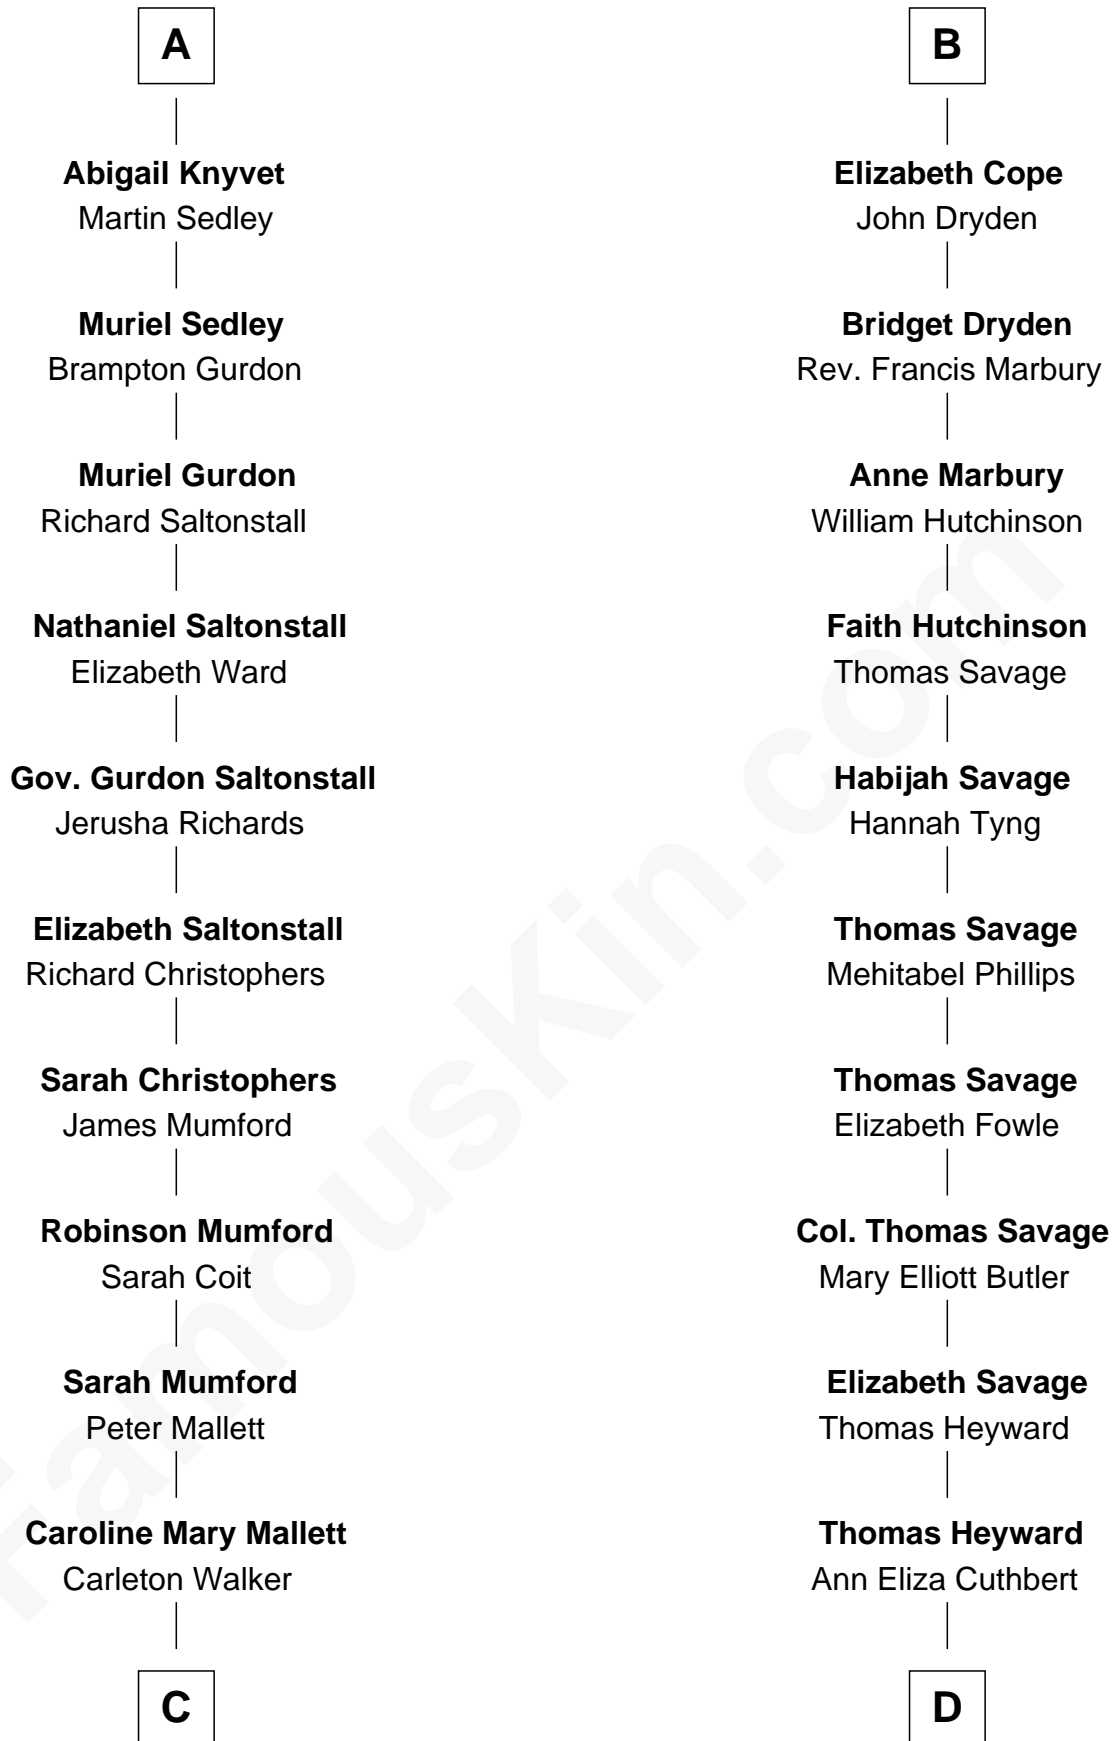 A
Abigail Knyvet
Martin Sedley
Muriel Sedley
Brampton Gurdon
Muriel Gurdon
Richard Saltonstall
Nathaniel Saltonstall
Elizabeth Ward
Gov. Gurdon Saltonstall
Jerusha Richards
Elizabeth Saltonstall
Richard Christophers
Sarah Christophers
James Mumford
Robinson Mumford
Sarah Coit
Sarah Mumford
Peter Mallett
Caroline Mary Mallett
Carleton Walker
C
B
Elizabeth Cope
John Dryden
Bridget Dryden
Rev. Francis Marbury
Anne Marbury
William Hutchinson
Faith Hutchinson
Thomas Savage
Habijah Savage
Hannah Tyng
Thomas Savage
Mehitabel Phillips
Thomas Savage
Elizabeth Fowle
Col. Thomas Savage
Mary Elliott Butler
Elizabeth Savage
Thomas Heyward
Thomas Heyward
Ann Eliza Cuthbert
D
FamousKin.com